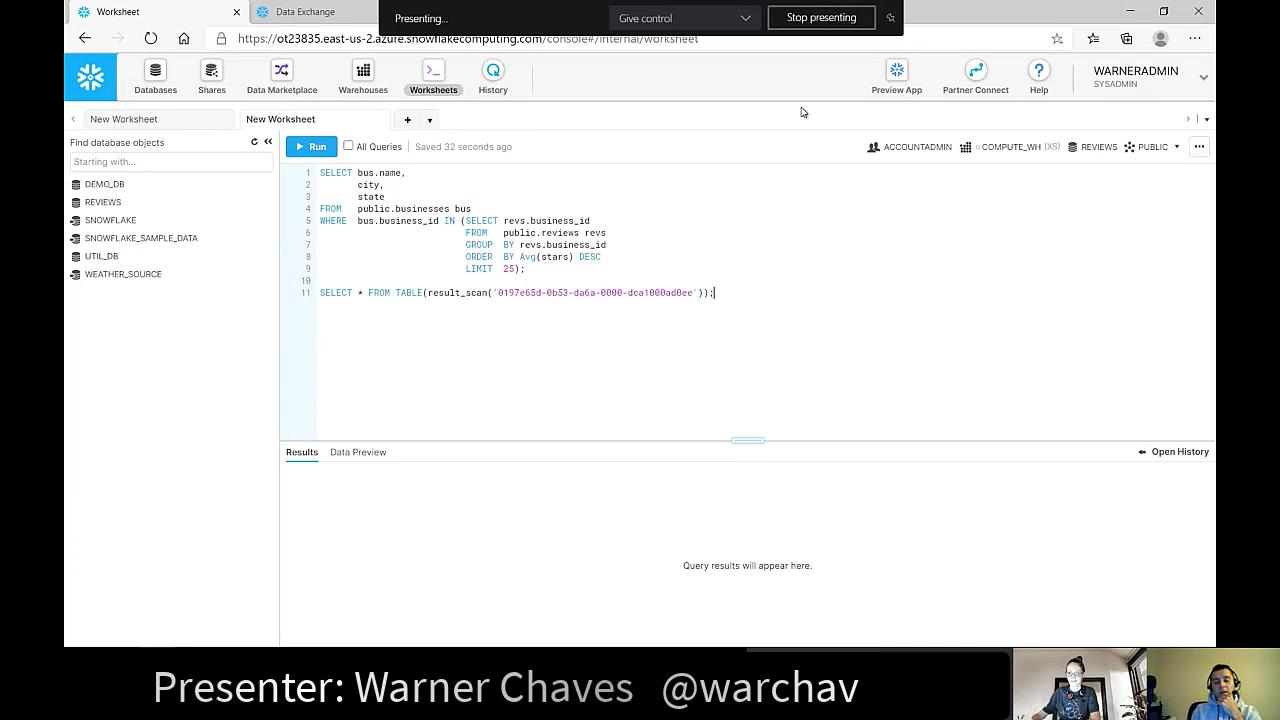 Worksheet
Data Exchange
Presenting...
Give control
Stop presenting
https://ot23835.east-us-2.azure.snowflakecomputing.com/console#/internal/worksheet
Databases
Shares
Data Marketplace
Warehouses
Worksheets
History
Preview App
Partner Connect
Help
WARNERADMIN
SYSADMIN
New Worksheet
New Worksheet
Find database objects
Starting with...
DEMO_DB
REVIEWS
SNOWFLAKE
SNOWFLAKE_SAMPLE_DATA
UTIL_DB
WEATHER_SOURCE
Run
All Queries
Saved 32 seconds ago
ACCOUNTADMIN
COMPUTE_WH (XS)
REVIEWS
PUBLIC
1 SELECT bus.name,
2 city,
3 state
4 FROM public.businesses bus
5 WHERE bus.business_id IN (SELECT revs.business_id
6 FROM public.reviews revs
7 GROUP BY revs.business_id
8 ORDER BY Avg(stars) DESC
9 LIMIT 25);
10
11 SELECT * FROM TABLE(result_scan('0197e65d-0b53-da6a-0000-dca1000ad0ee'));
Results
Data Preview
Open History
Query results will appear here.
Presenter: Warner Chaves @warchav